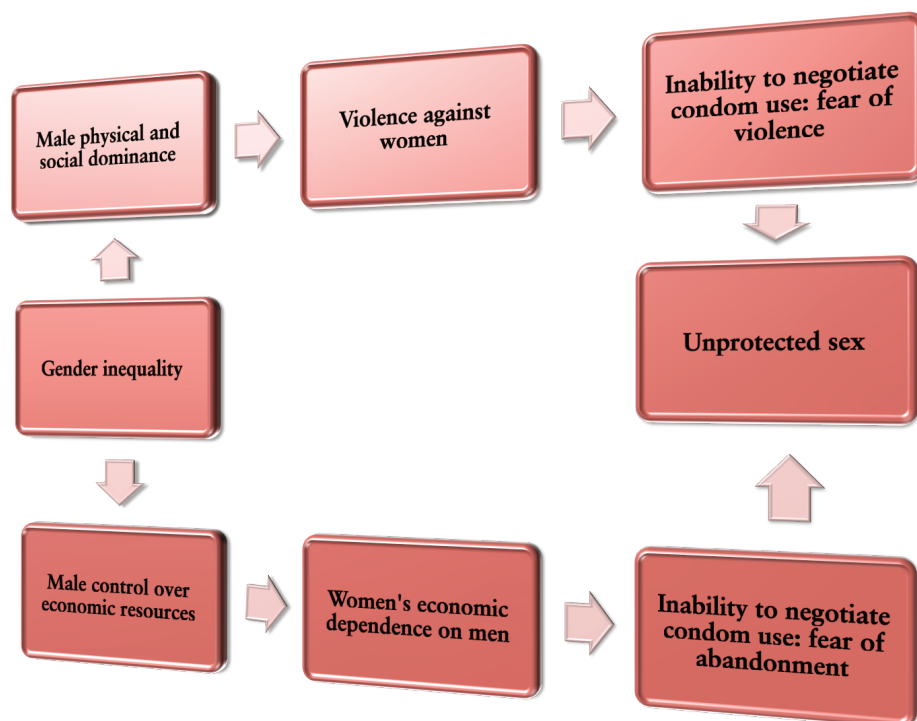 Male physical and
social dominance
Violence against
women
Inability to negotiate
condom use: fear of
violence
Gender inequality
Unprotected sex
Male control over
economic resources
Women's economic
dependence on men
Inability to negotiate
condom use: fear of
abandonment